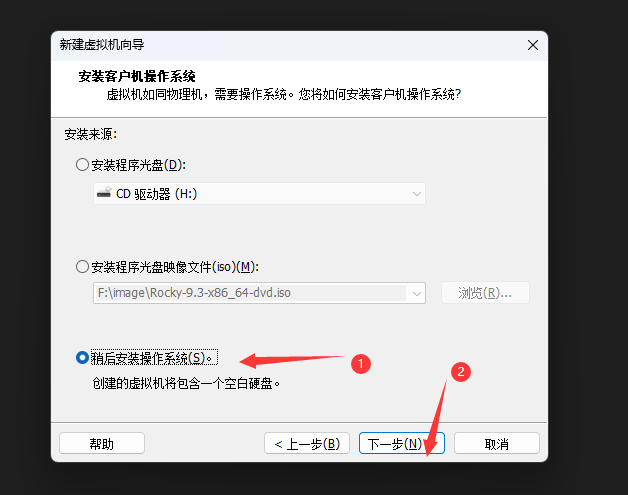 新建虚拟机向导
安装客户机操作系统
虚拟机如同物理机，需要操作系统。您将如何安装客户机操作系统?
安装来源:
安装程序光盘(D):
CD 驱动器 (H:)
安装程序光盘映像文件(iso)(M):
F:\image\Rocky-9.3-x86_64-dvd.iso
浏览(R)...
稍后安装操作系统(S)。
1
创建的虚拟机将包含一个空白硬盘。
2
帮助
< 上一步(B)
下一步(N) >
取消